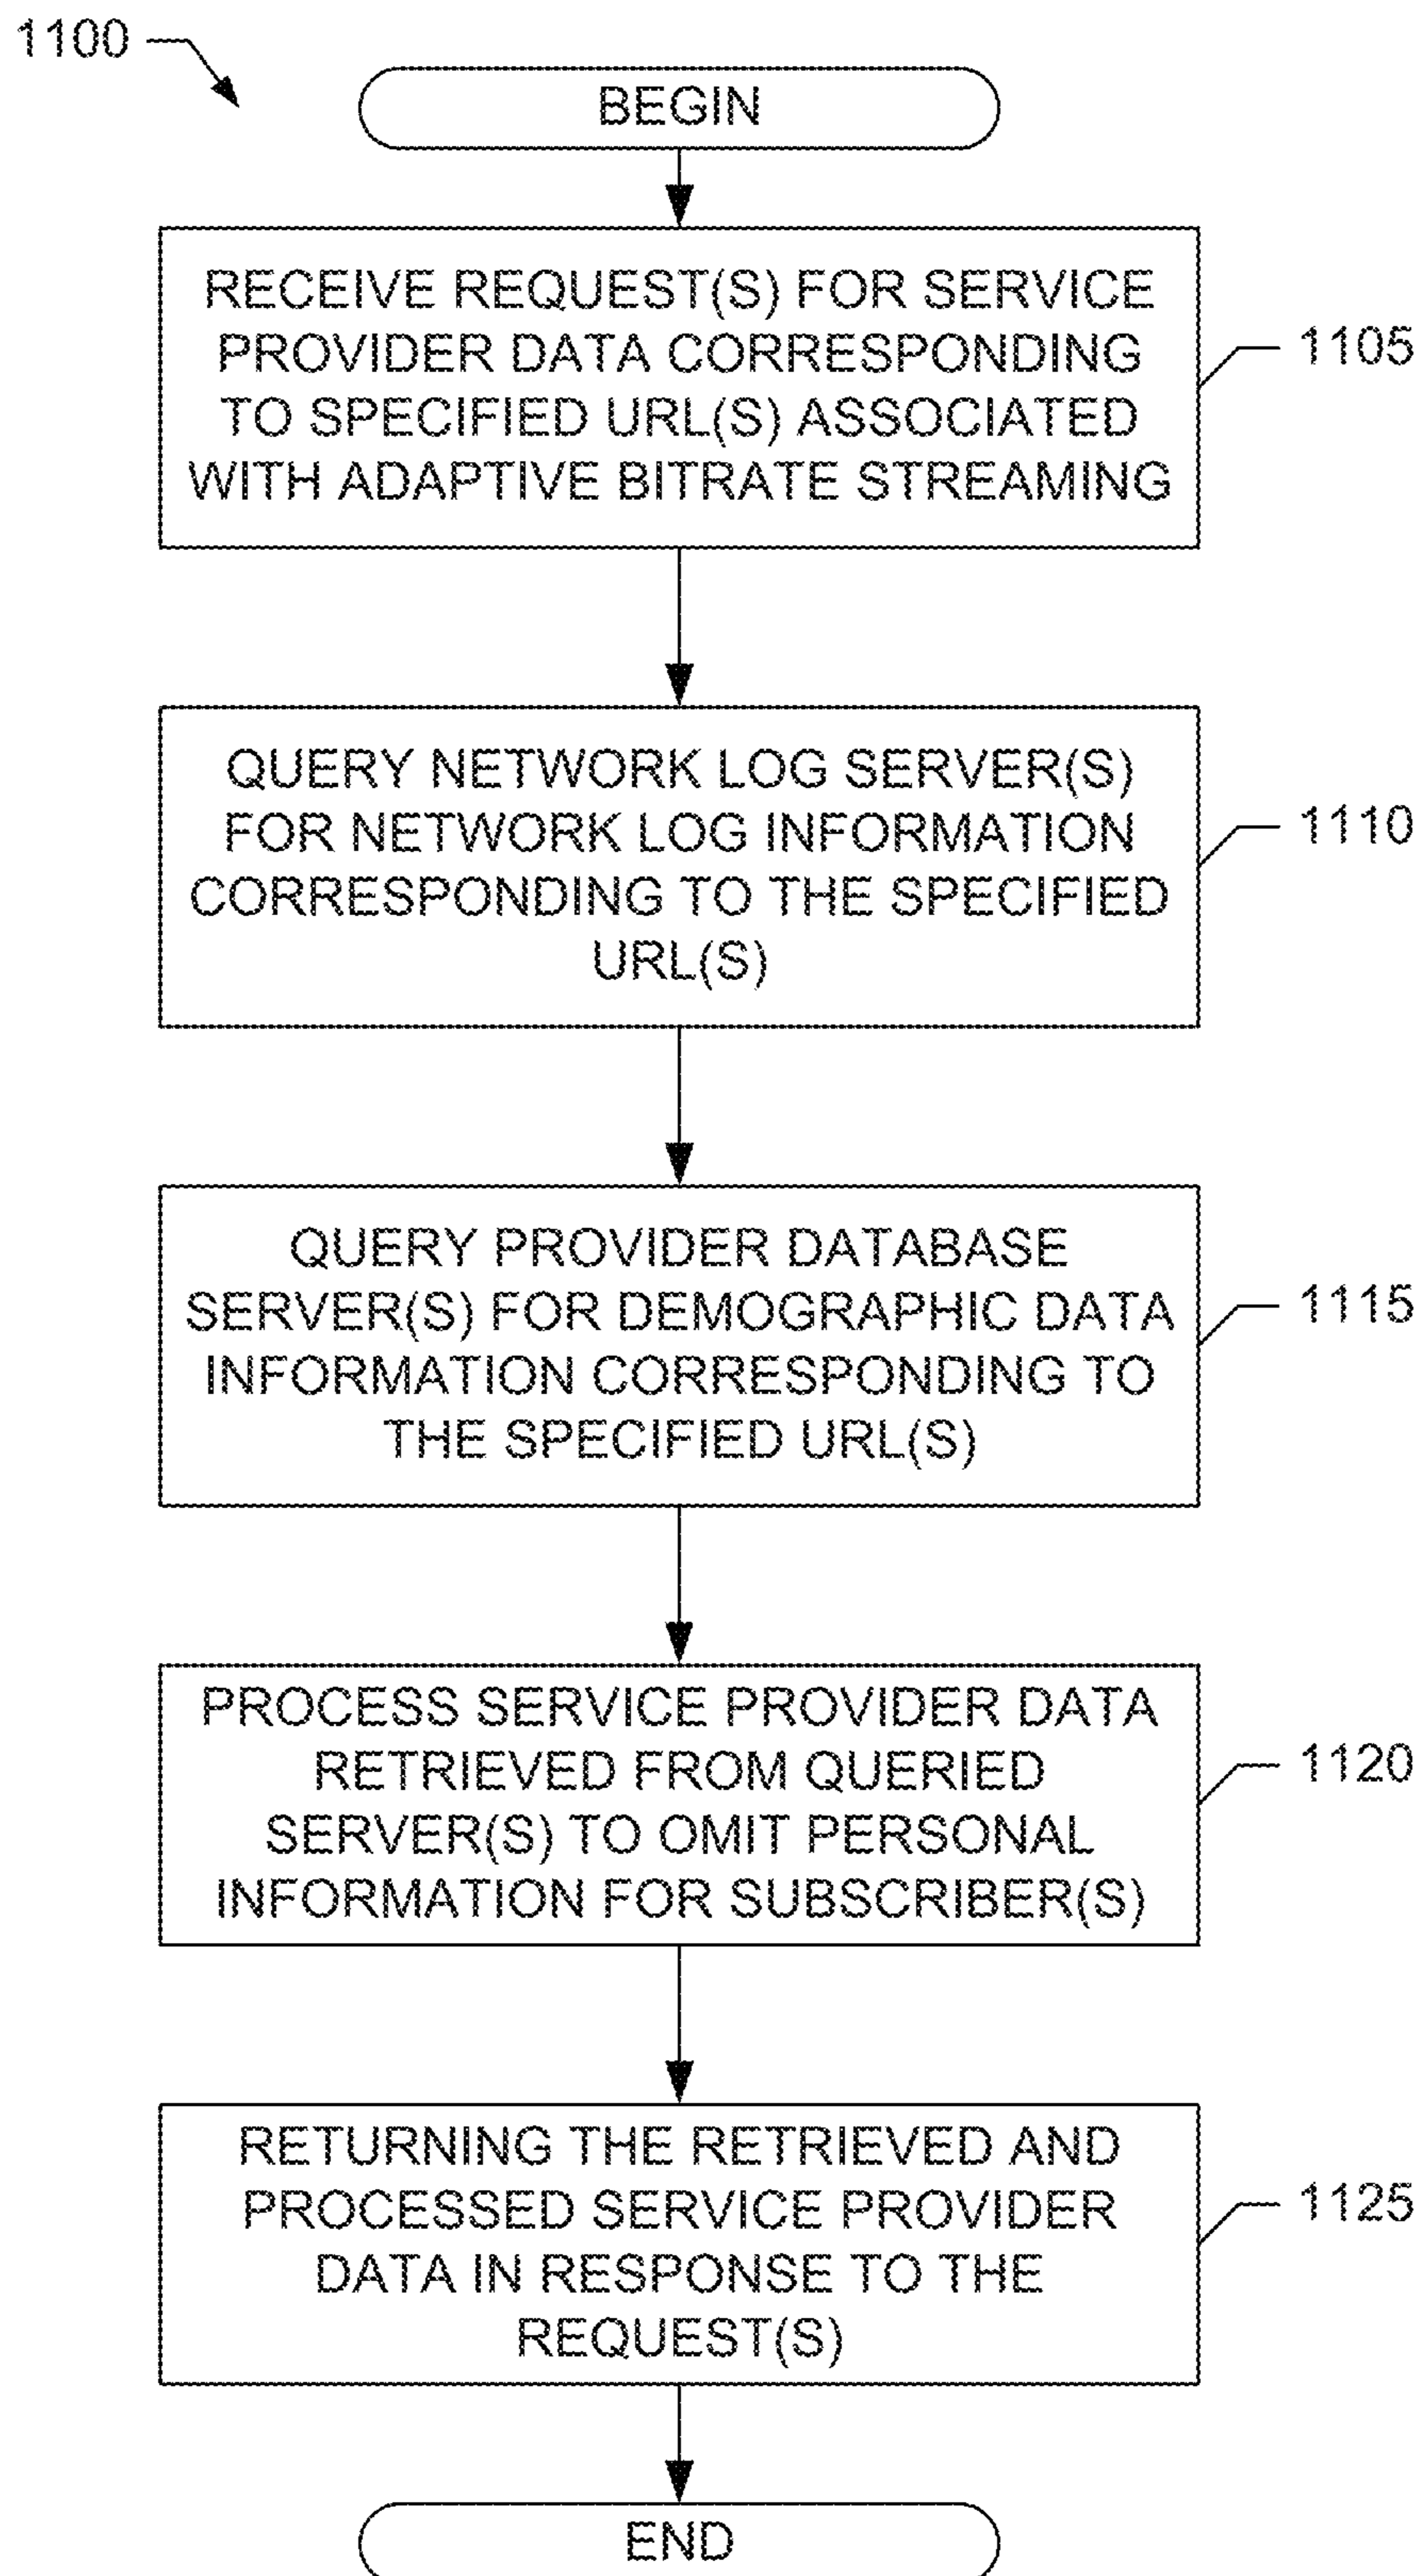 1100
BEGIN
RECEIVE REQUEST(S) FOR SERVICE
PROVIDER DATA CORRESPONDING
TO SPECIFIED URL(S) ASSOCIATED
WITH ADAPTIVE BITRATE STREAMING
1105
QUERY NETWORK LOG SERVER(S)
FOR NETWORK LOG INFORMATION
CORRESPONDING TO THE SPECIFIED
URL(S)
1110
QUERY PROVIDER DATABASE
SERVER(S) FOR DEMOGRAPHIC DATA
INFORMATION CORRESPONDING TO
THE SPECIFIED URL(S)
1115
PROCESS SERVICE PROVIDER DATA
RETRIEVED FROM QUERIED
SERVER(S) TO OMIT PERSONAL
INFORMATION FOR SUBSCRIBER(S)
1120
RETURNING THE RETRIEVED AND
PROCESSED SERVICE PROVIDER
DATA IN RESPONSE TO THE
REQUEST(S)
1125
END